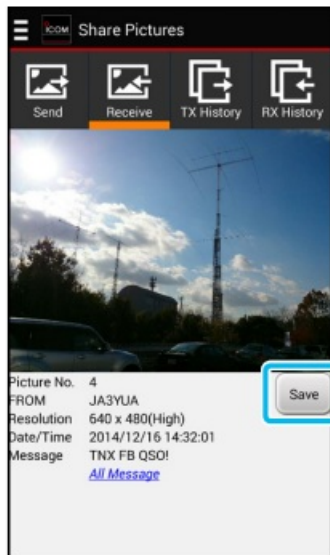 ICOM Share Pictures
Send Receive TX History RX History
Picture No. 4
FROM JA3YUA
Resolution 640 x 480(High)
Date/Time 2014/12/16 14:32:01
Message TNX FB QSO!
All Message
Save